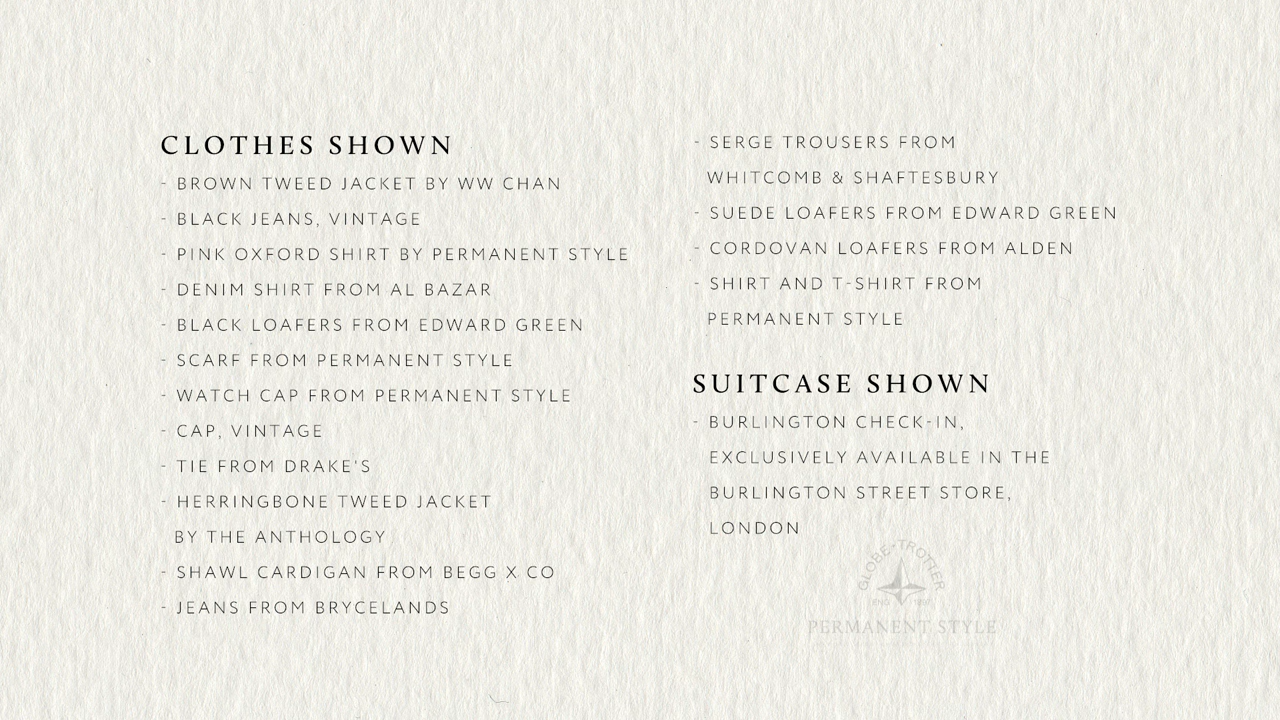 CLOTHES SHOWN
- BROWN TWEED JACKET BY WW CHAN
- BLACK JEANS, VINTAGE
- PINK OXFORD SHIRT BY PERMANENT STYLE
- DENIM SHIRT FROM AL BAZAR
- BLACK LOAFERS FROM EDWARD GREEN
- SCARF FROM PERMANENT STYLE
- WATCH CAP FROM PERMANENT STYLE
- CAP, VINTAGE
- TIE FROM DRAKE'S
- HERRINGBONE TWEED JACKET
BY THE ANTHOLOGY
- SHAWL CARDIGAN FROM BEGG X CO
- JEANS FROM BRYCELANDS
- SERGE TROUSERS FROM
WHITCOMB & SHAFTESBURY
- SUEDE LOAFERS FROM EDWARD GREEN
- CORDOVAN LOAFERS FROM ALDEN
- SHIRT AND T-SHIRT FROM
PERMANENT STYLE
SUITCASE SHOWN
- BURLINGTON CHECK-IN,
EXCLUSIVELY AVAILABLE IN THE
BURLINGTON STREET STORE,
LONDON
GLOBE-TROTTER
PERMANENT STYLE